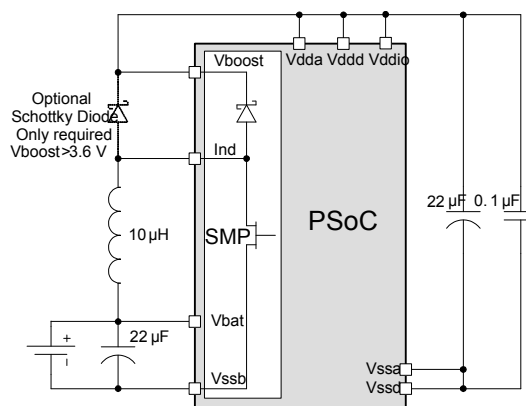 Vboost
Vdda Vddd Vddio
Optional
Schottky Diode
Only required
Vboost>3.6 V
Ind
22 µF 0.1 µF
PSoC
10 µH
SMP
Vbat
+
22 µF
–
Vssa
Vssb
Vssd